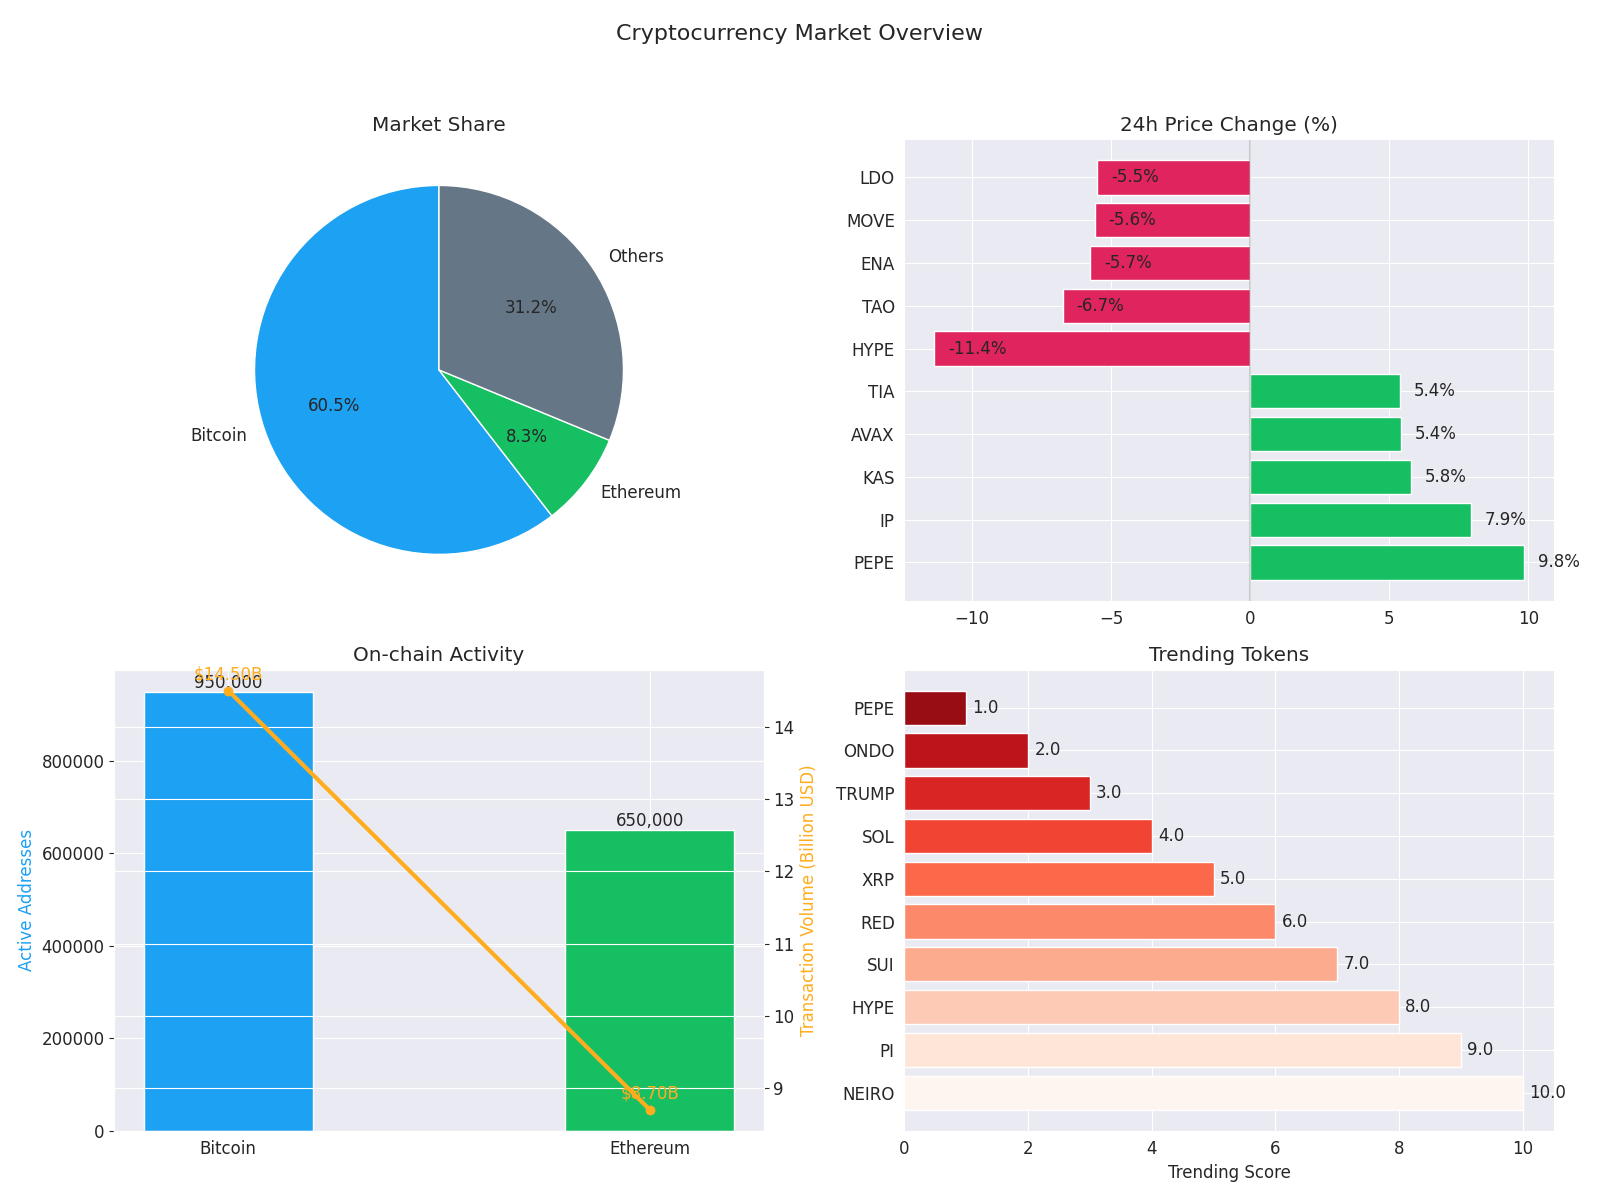 Cryptocurrency Market Overview
Market Share
Others
31.2%
60.5%
Bitcoin
8.3%
Ethereum
24h Price Change (%)
LDO -5.5%
MOVE -5.6%
ENA -5.7%
TAO -6.7%
HYPE -11.4%
TIA 5.4%
AVAX 5.4%
KAS 5.8%
IP 7.9%
PEPE 9.8%
−10 −5 0 5 10
On-chain Activity
$14.50B
950,000
650,000
$8.70B
Active Addresses
800000
600000
400000
200000
0
14
13
12
11
10
9
Transaction Volume (Billion USD)
Bitcoin Ethereum
Trending Tokens
PEPE 1.0
ONDO 2.0
TRUMP 3.0
SOL 4.0
XRP 5.0
RED 6.0
SUI 7.0
HYPE 8.0
PI 9.0
NEIRO 10.0
0 2 4 6 8 10
Trending Score